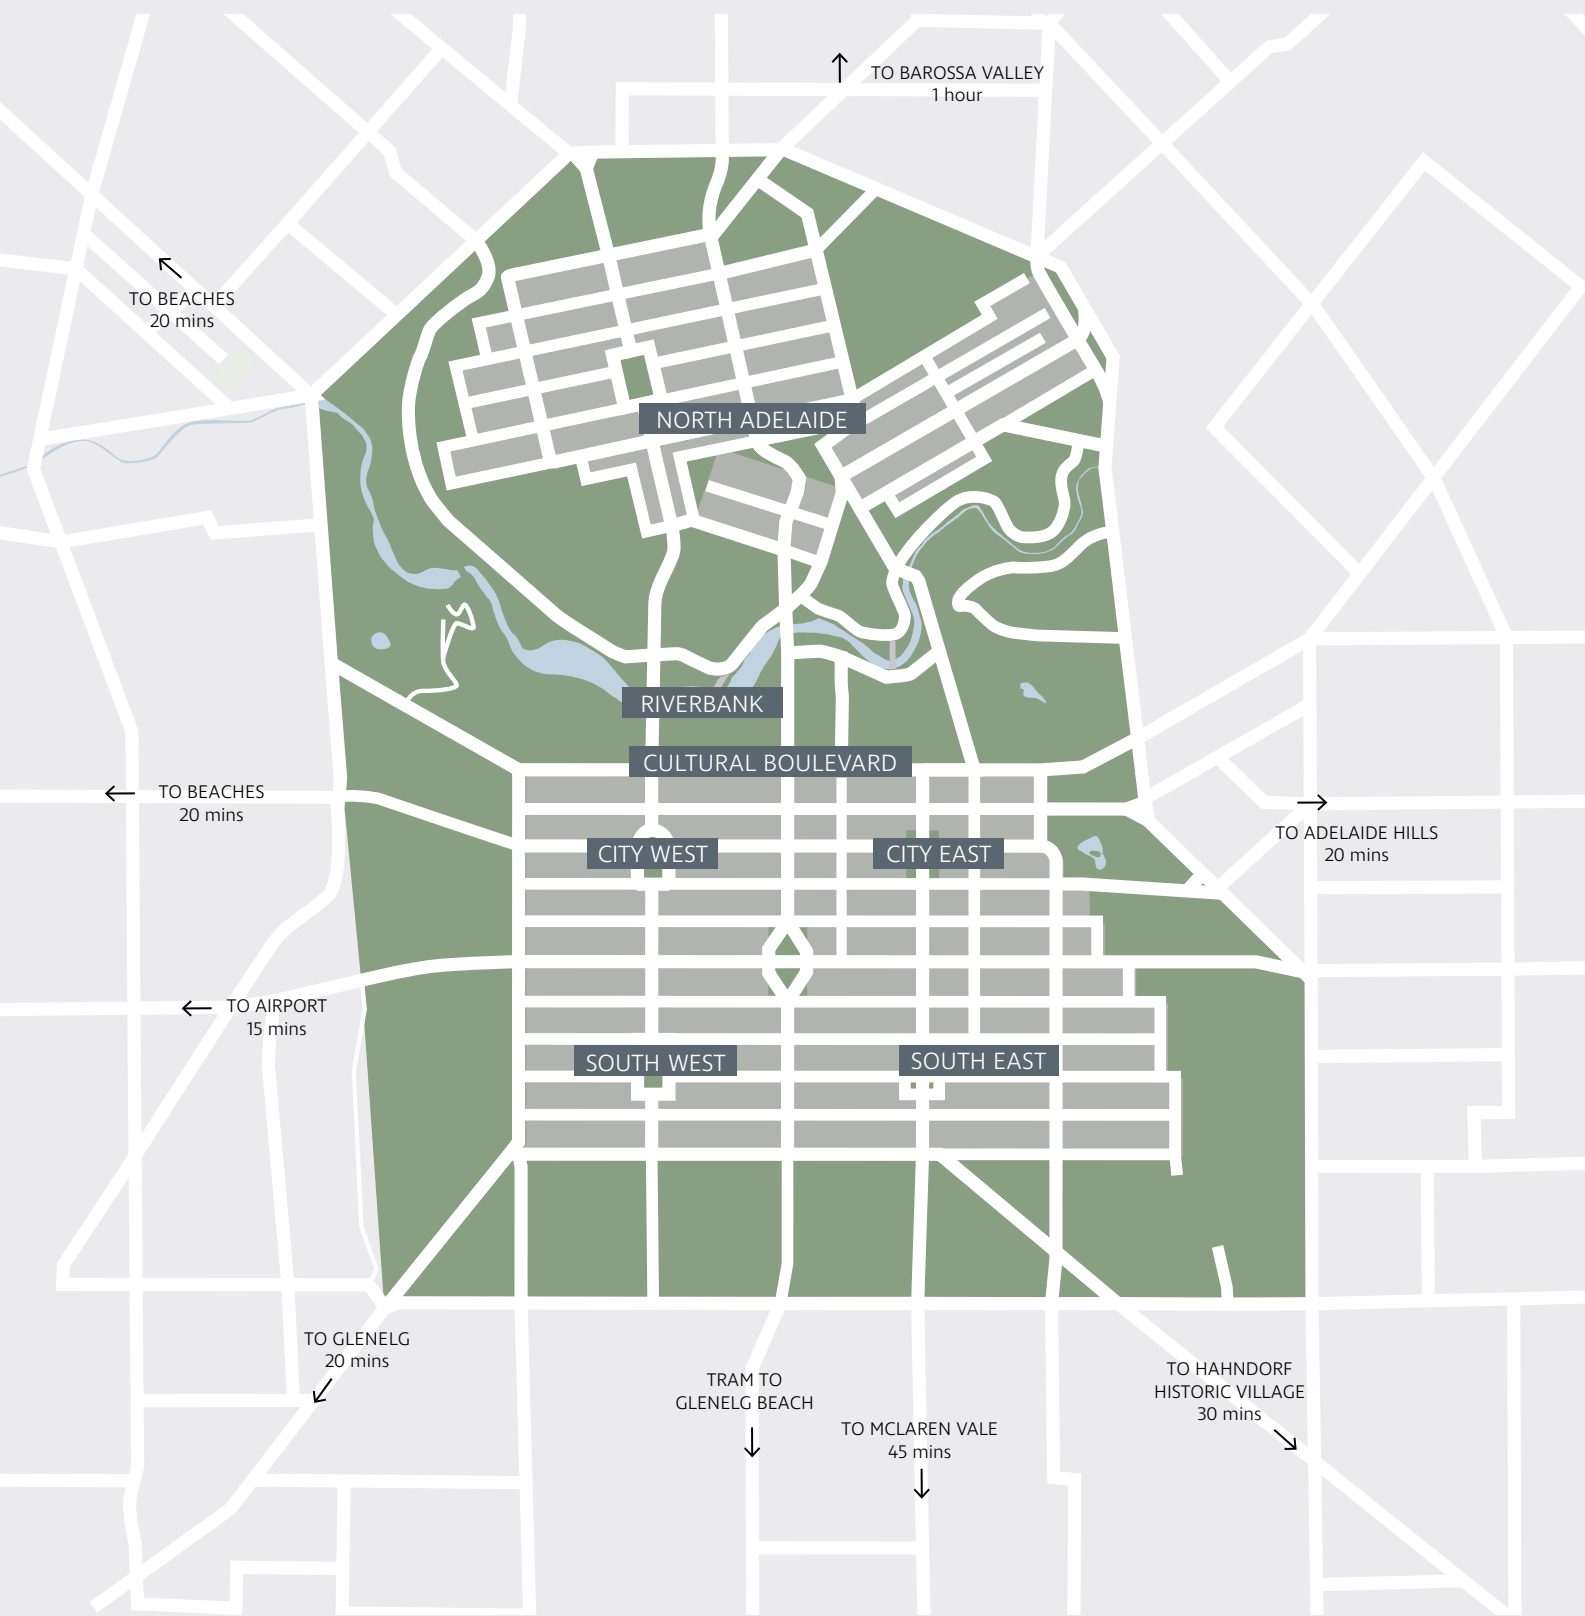 TO BAROSSA VALLEY
1 hour
TO BEACHES
20 mins
NORTH ADELAIDE
RIVERBANK
CULTURAL BOULEVARD
TO BEACHES
20 mins
CITY WEST
CITY EAST
TO ADELAIDE HILLS
20 mins
TO AIRPORT
15 mins
SOUTH WEST
SOUTH EAST
TO GLENELG
20 mins
TRAM TO
GLENELG BEACH
TO MCLAREN VALE
45 mins
TO HAHNDORF
HISTORIC VILLAGE
30 mins